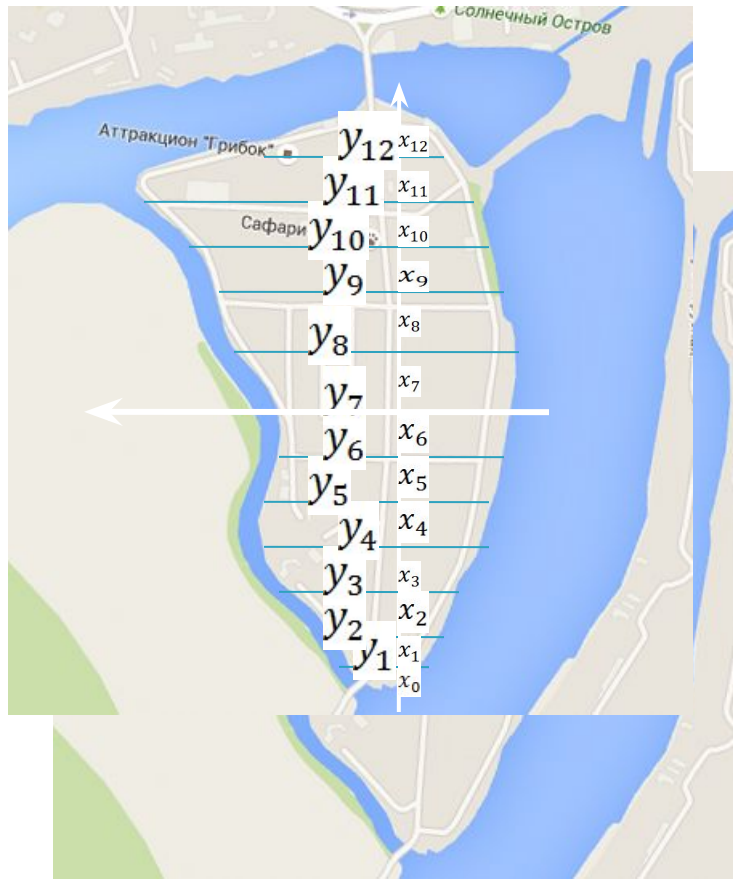 Солнечный Остров
Аттракцион "Грибок"
y₁₂ x₁₂
y₁₁ x₁₁
Сафари y₁₀ x₁₀
y₉ x₉
x₈
y₈
x₇
y₇
y₆ x₆
y₅ x₅
y₄ x₄
y₃ x₃
y₂ x₂
y₁ x₁
x₀